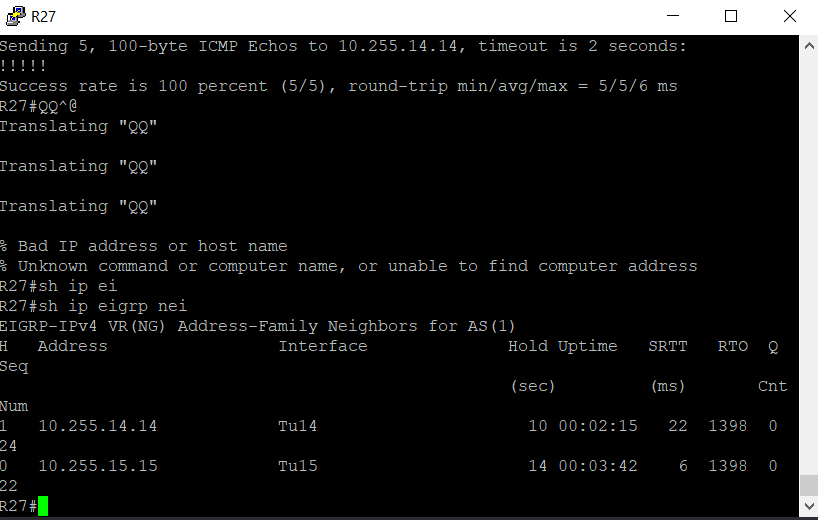 R27
Sending 5, 100-byte ICMP Echos to 10.255.14.14, timeout is 2 seconds:
!!!!!
Success rate is 100 percent (5/5), round-trip min/avg/max = 5/5/6 ms
R27#QQ^@
Translating "QQ"
Translating "QQ"
Translating "QQ"
% Bad IP address or host name
% Unknown command or computer name, or unable to find computer address
R27#sh ip ei
R27#sh ip eigrp nei
EIGRP-IPv4 VR(NG) Address-Family Neighbors for AS(1)
H   Address                 Interface              Hold Uptime   SRTT   RTO  Q
Seq
                                                   (sec)         (ms)       Cnt
Num
1   10.255.14.14            Tu14                     10 00:02:15   22  1398  0
24
0   10.255.15.15            Tu15                     14 00:03:42    6  1398  0
22
R27#